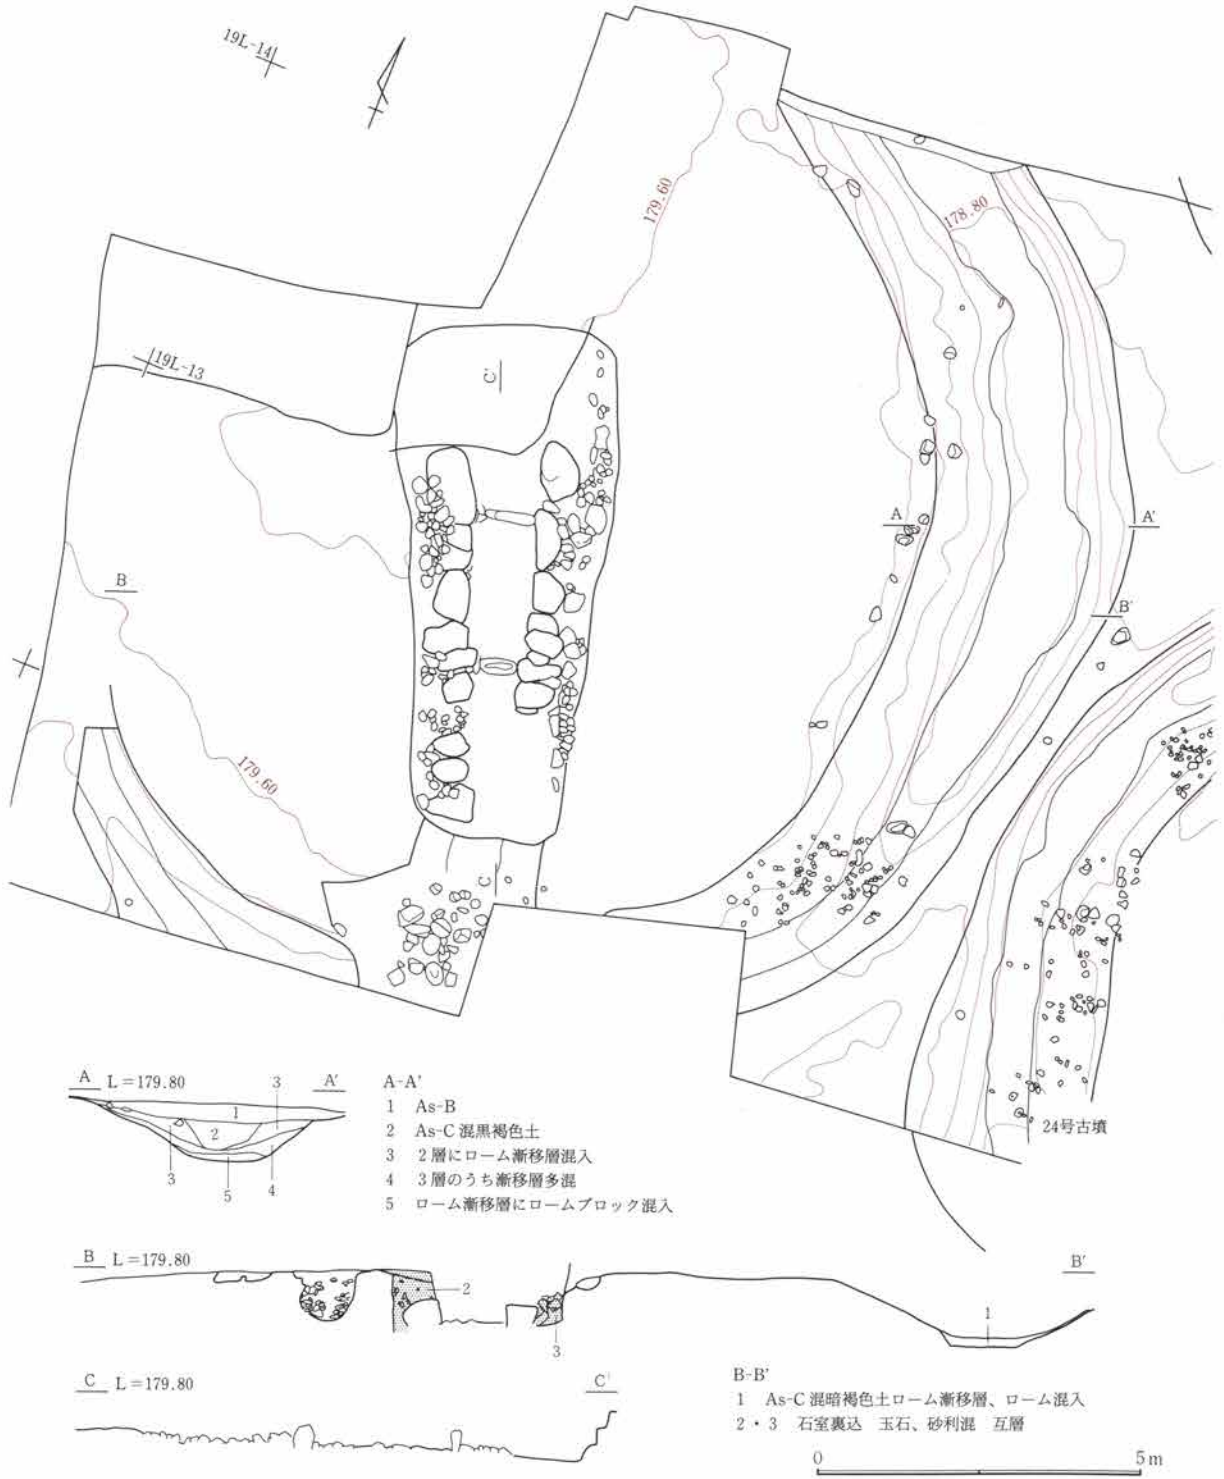 19L-14
179.60
178.80
19L-13
C'
A
A'
B
B'
179.60
C
24号古墳
A L=179.80 A'
1
2
3
3
5
4
A-A'
1 As-B
2 As-C 混黒褐色土
3 2層にローム漸移層混入
4 3層のうち漸移層多混
5 ローム漸移層にロームブロック混入
B L=179.80 B'
2
3
1
C L=179.80 C'
B-B'
1 As-C 混暗褐色土ローム漸移層、ローム混入
2・3 石室裏込 玉石、砂利混 互層
0 5m